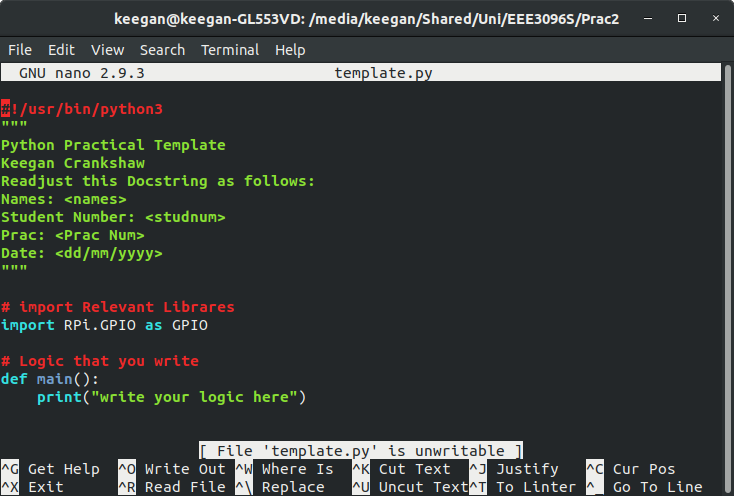 keegan@keegan-GL553VD: /media/keegan/Shared/Uni/EEE3096S/Prac2
File Edit View Search Terminal Help
GNU nano 2.9.3 template.py
#!/usr/bin/python3
"""
Python Practical Template
Keegan Crankshaw
Readjust this Docstring as follows:
Names: <names>
Student Number: <studnum>
Prac: <Prac Num>
Date: <dd/mm/yyyy>
"""
# import Relevant Librares
import RPi.GPIO as GPIO
# Logic that you write
def main():
    print("write your logic here")
[ File 'template.py' is unwritable ]
^G Get Help ^O Write Out ^W Where Is ^K Cut Text ^J Justify ^C Cur Pos
^X Exit ^R Read File ^\ Replace ^U Uncut Text ^T To Linter ^_ Go To Line